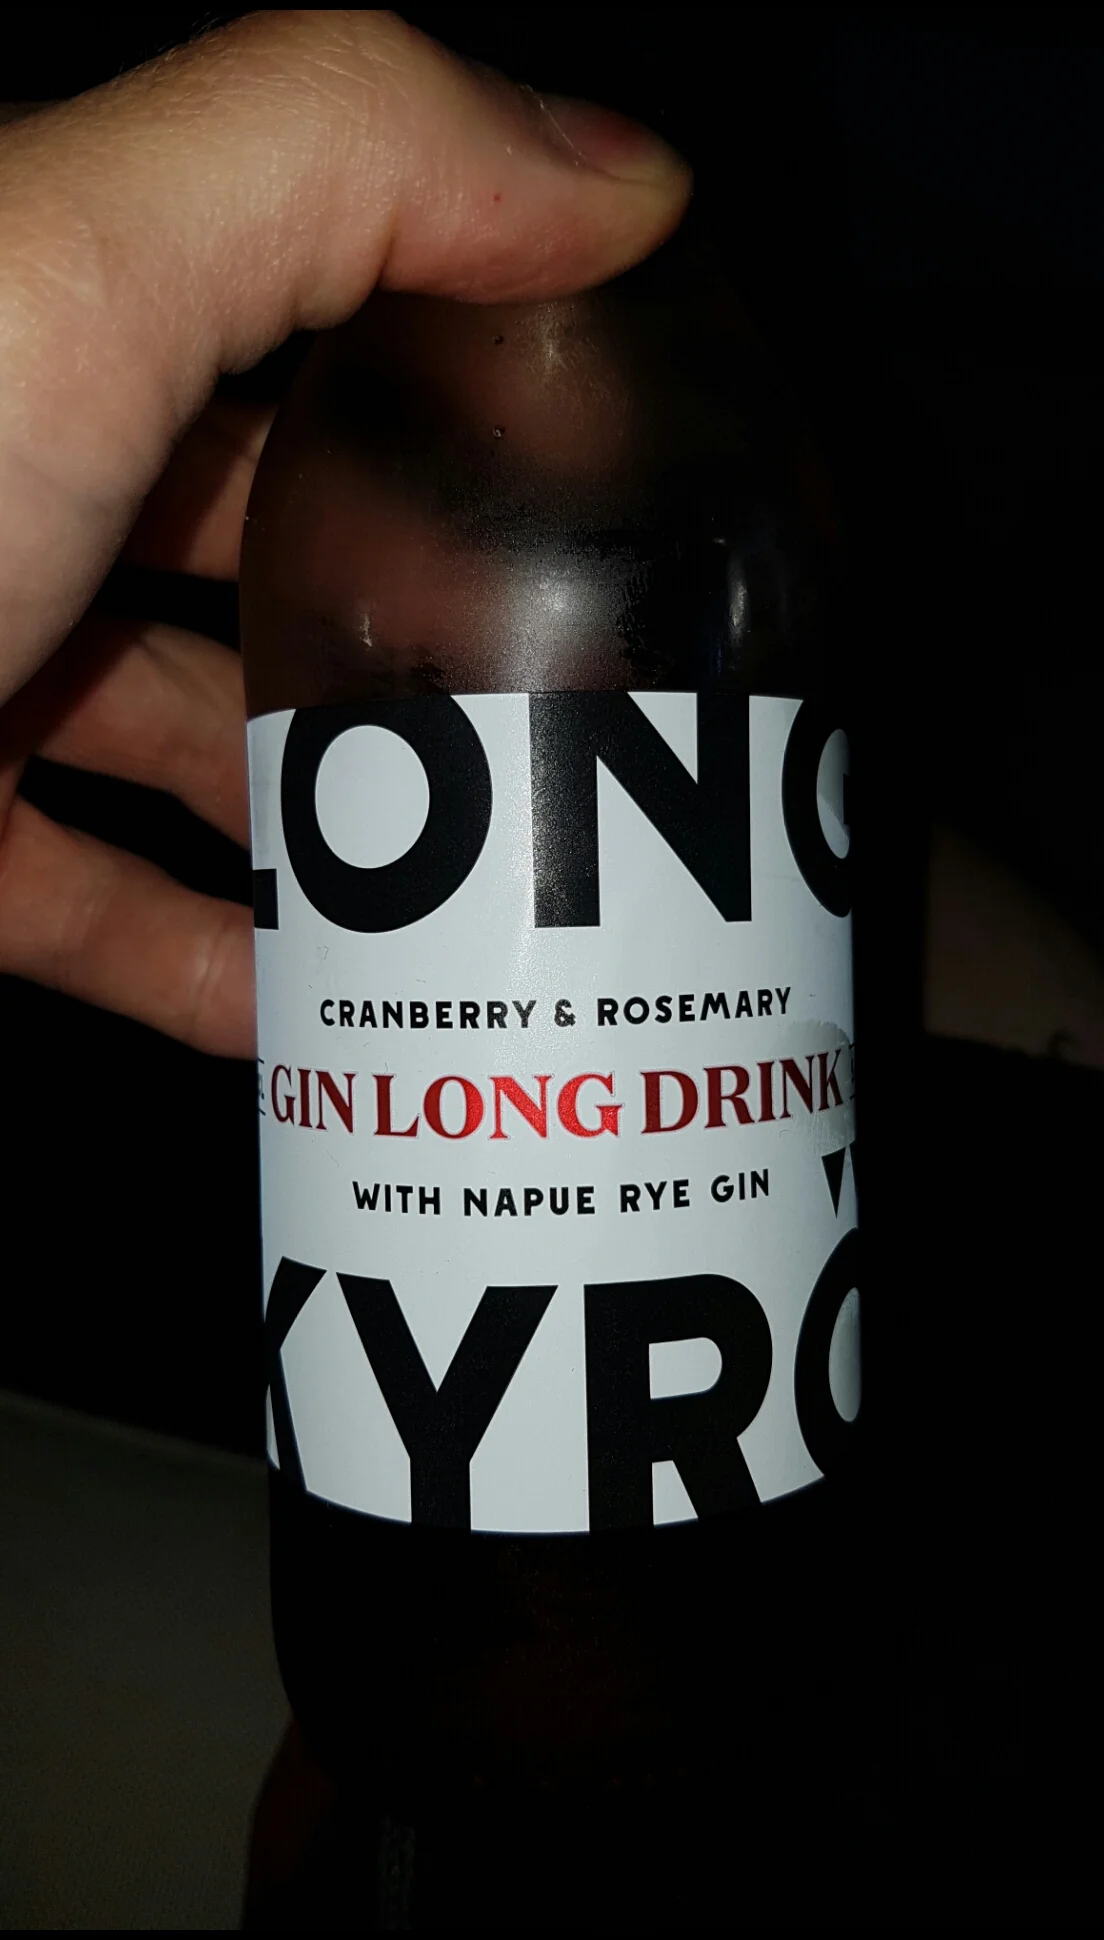 LONG
CRANBERRY & ROSEMARY
GIN LONG DRINK
WITH NAPUE RYE GIN
KYRÖ